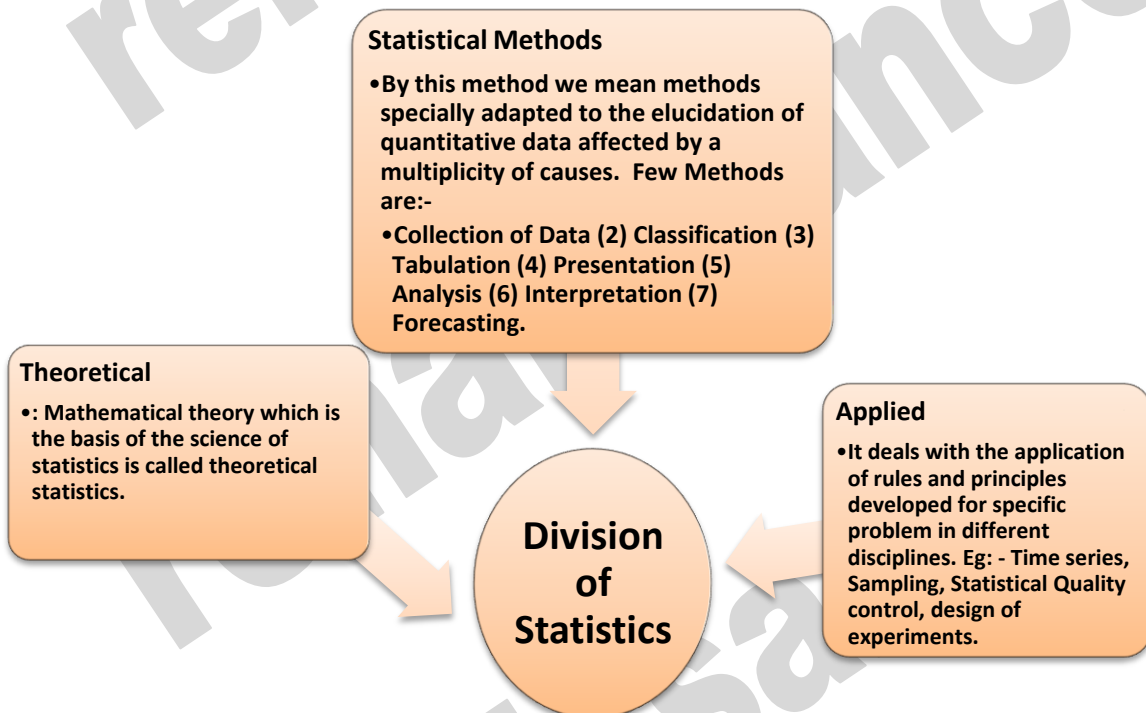 Statistical Methods
•By this method we mean methods
specially adapted to the elucidation of
quantitative data affected by a
multiplicity of causes.  Few Methods
are:-
•Collection of Data (2) Classification (3)
Tabulation (4) Presentation (5)
Analysis (6) Interpretation (7)
Forecasting.
Theoretical
•: Mathematical theory which is
the basis of the science of
statistics is called theoretical
statistics.
Applied
•It deals with the application
of rules and principles
developed for specific
problem in different
disciplines. Eg: - Time series,
Sampling, Statistical Quality
control, design of
experiments.
Division
of
Statistics